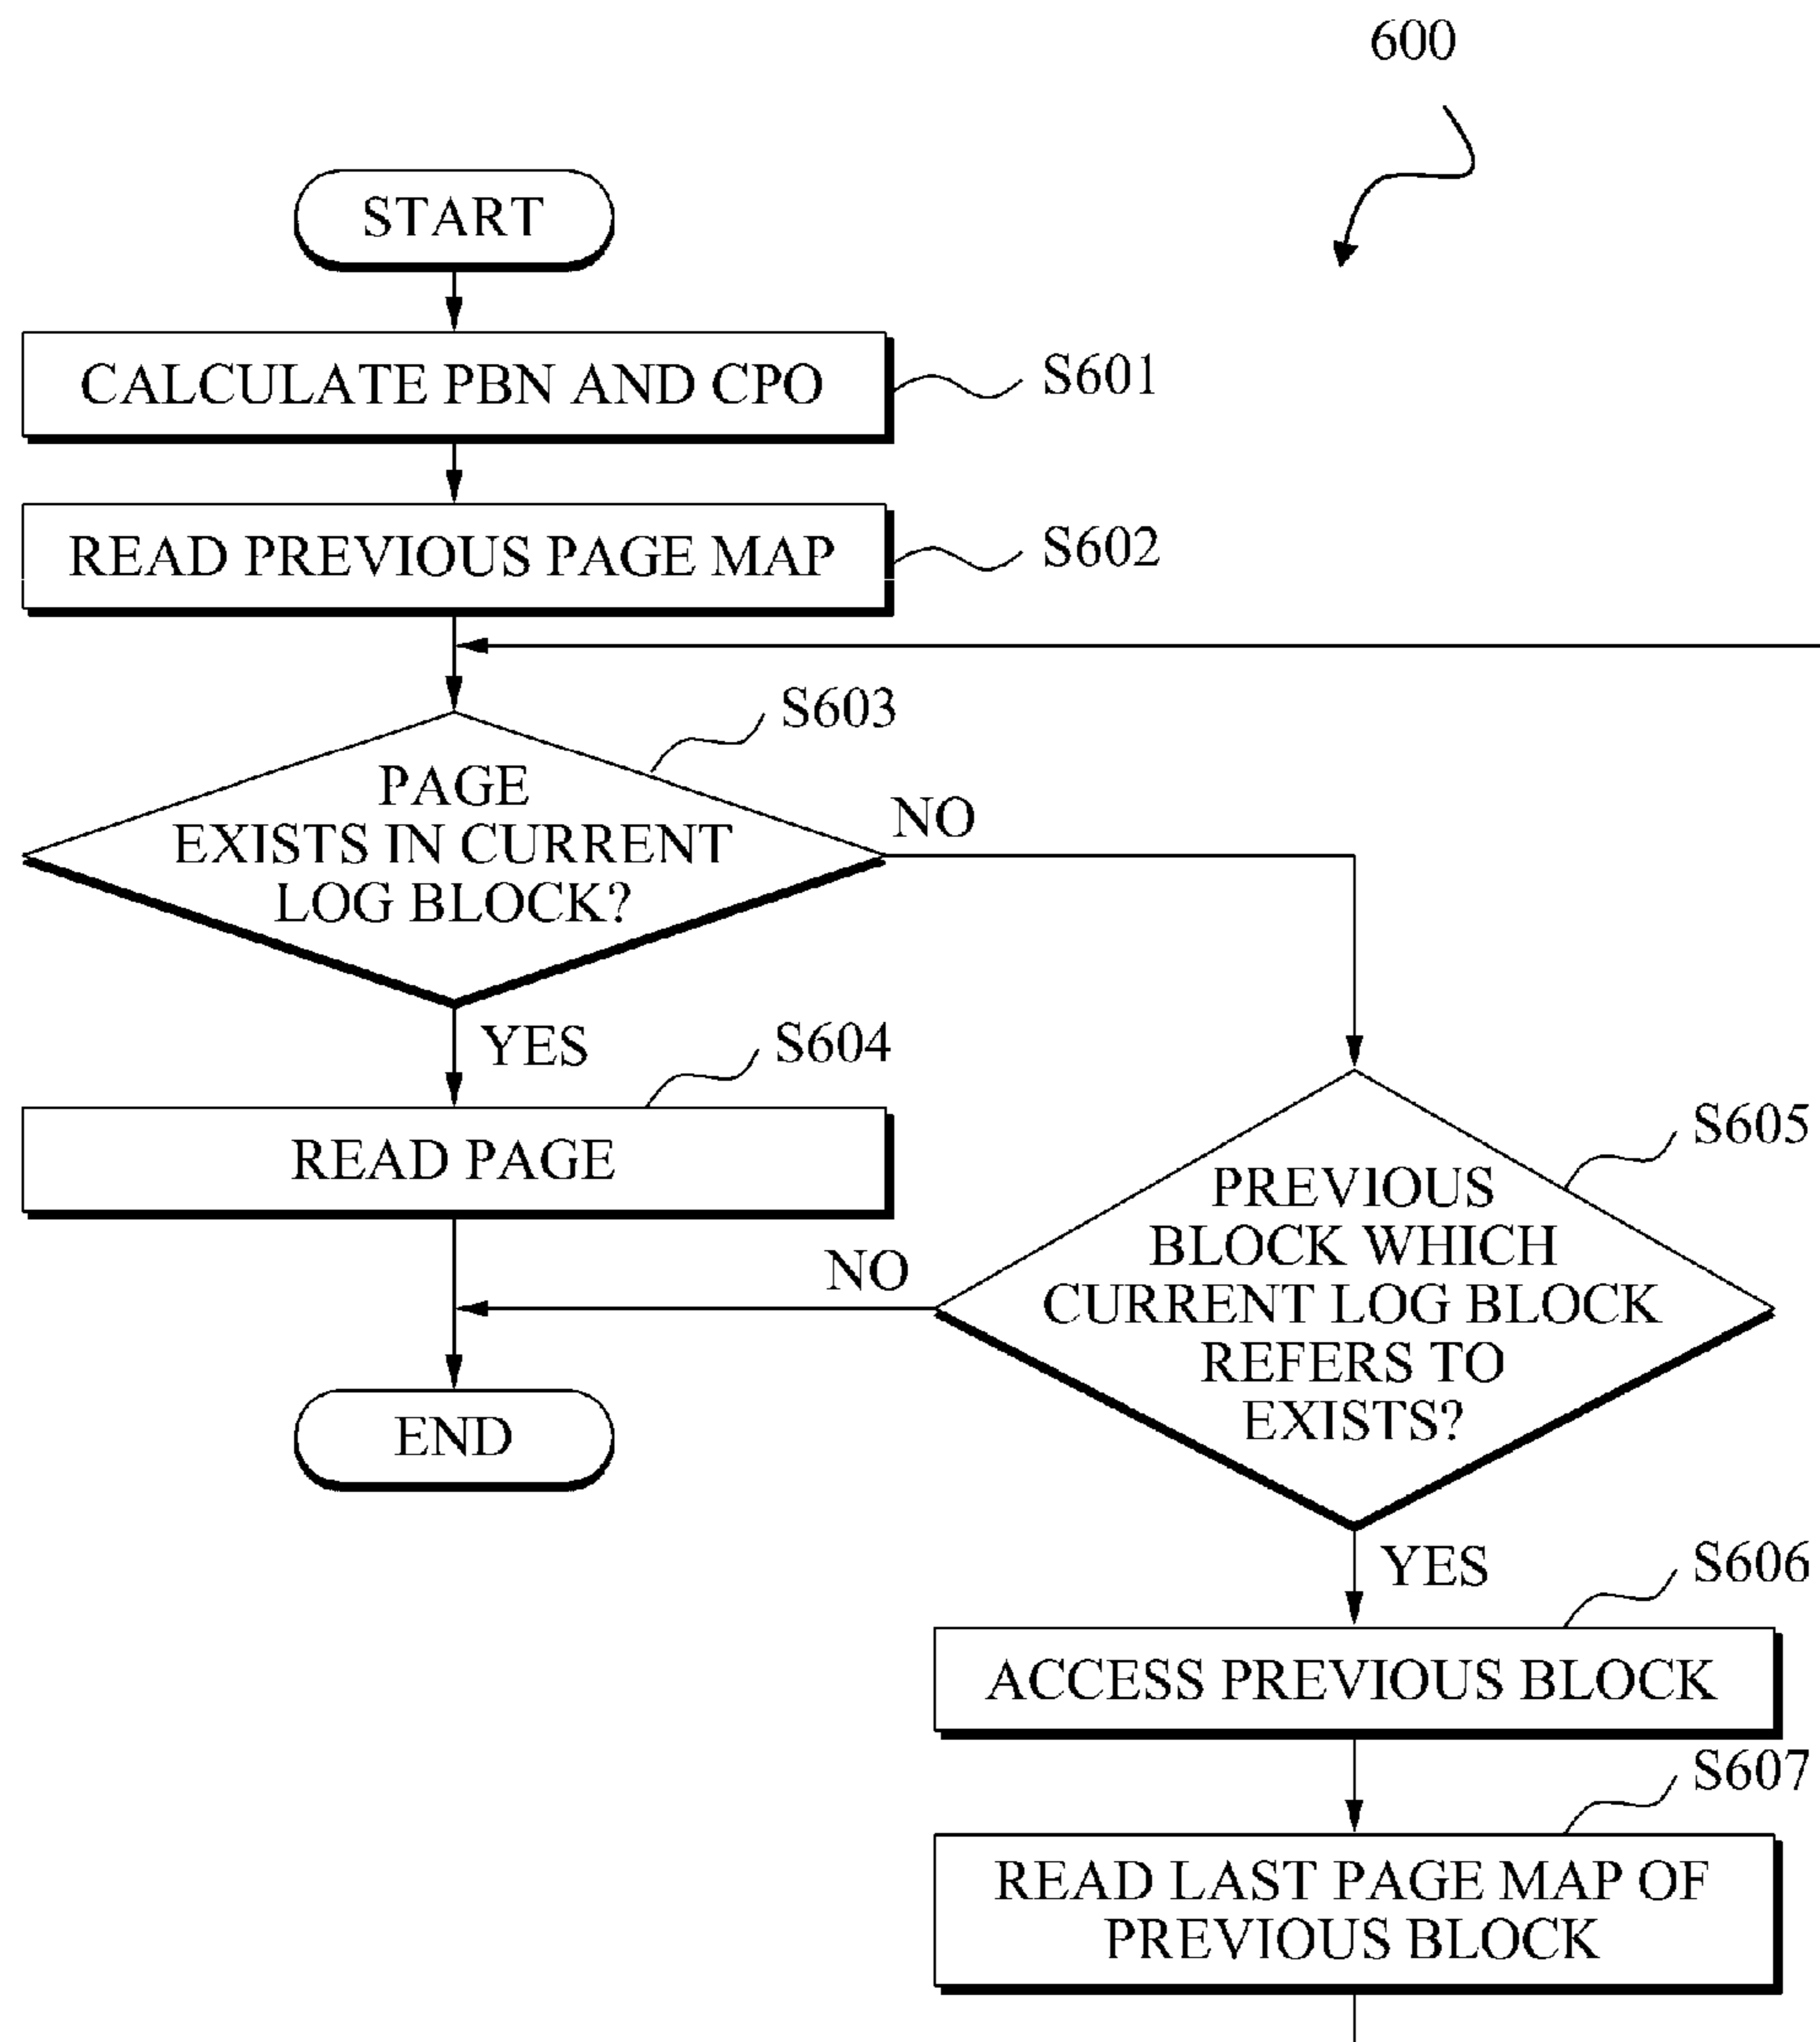 600
START
CALCULATE PBN AND CPO
S601
READ PREVIOUS PAGE MAP
S602
S603
PAGE
EXISTS IN CURRENT
LOG BLOCK?
NO
YES
S604
READ PAGE
S605
PREVIOUS
BLOCK WHICH
CURRENT LOG BLOCK
REFERS TO
EXISTS?
NO
END
YES
S606
ACCESS PREVIOUS BLOCK
S607
READ LAST PAGE MAP OF
PREVIOUS BLOCK